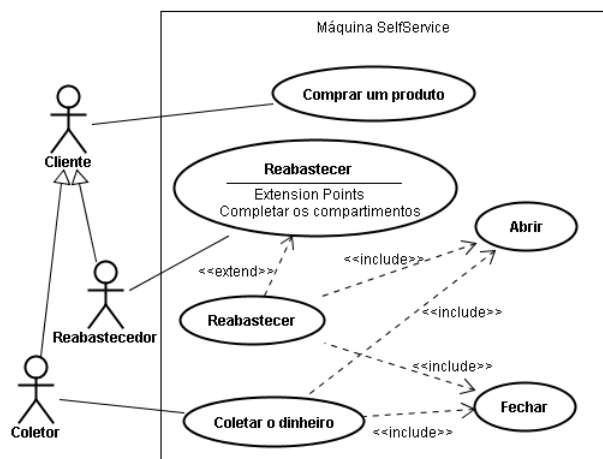 Máquina SelfService
Comprar um produto
Cliente
Reabastecer
Extension Points
Completar os compartimentos
Abrir
<<extend>>
<<include>>
Reabastecedor
Reabastecer
<<include>>
<<include>>
Coletor
Coletar o dinheiro
<<include>>
Fechar